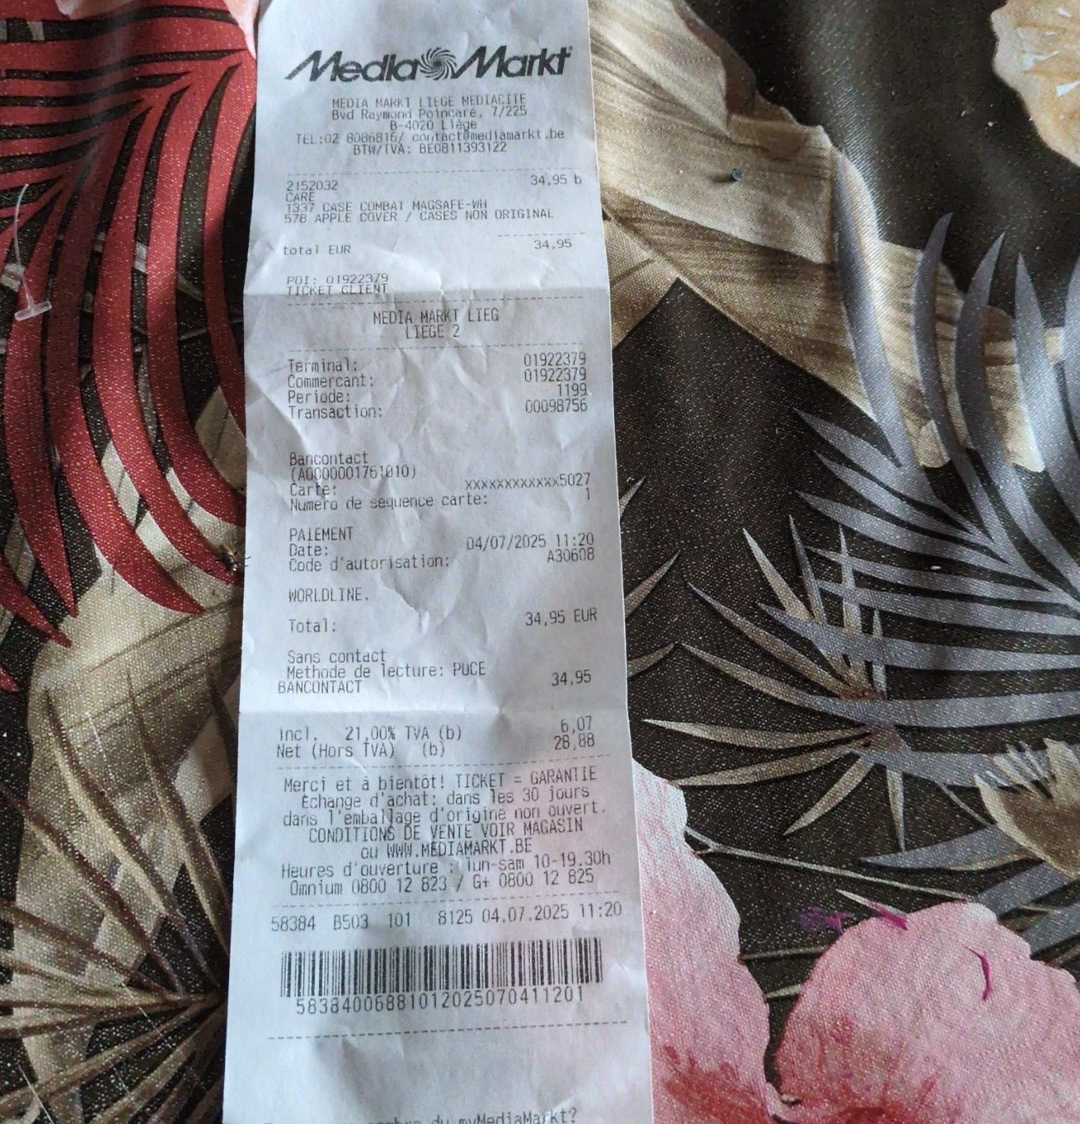 MediaMarkt
MEDIA MARKT LIEGE MEDIACITE
Bvd Raymond Poincaré, 7/225
B-4020 Liège
TEL:02 8086816/ contact@mediamarkt.be
BTW/TVA: BE0811393122
2152032 34,95 b
CARE
1337 CASE COMBAT MAGSAFE-WH
578 APPLE COVER / CASES NON ORIGINAL
total EUR 34,95
POI: 01922379
TICKET CLIENT
MEDIA MARKT LIEG
LIEGE 2
Terminal: 01922379
Commercant: 01922379
Periode: 1199
Transaction: 00098756
Bancontact
(A0000001761010)
Carte: xxxxxxxxxxxx5027
Numero de sequence carte: 1
PAIEMENT
Date: 04/07/2025 11:20
Code d'autorisation: A30608
WORLDLINE.
Total: 34,95 EUR
Sans contact
Methode de lecture: PUCE
BANCONTACT 34,95
Incl. 21,00% TVA (b) 6,07
Net (Hors TVA) (b) 28,88
Merci et à bientôt! TICKET = GARANTIE
Echange d'achat: dans les 30 jours
dans l'emballage d'origine non ouvert.
CONDITIONS DE VENTE VOIR MAGASIN
ou WWW.MEDIAMARKT.BE
Heures d'ouverture : lun-sam 10-19.30h
Omnium 0800 12 823 / G+ 0800 12 825
58384 B503 101 8125 04.07.2025 11:20
58384006881012025070411201
du myMediaMarkt?